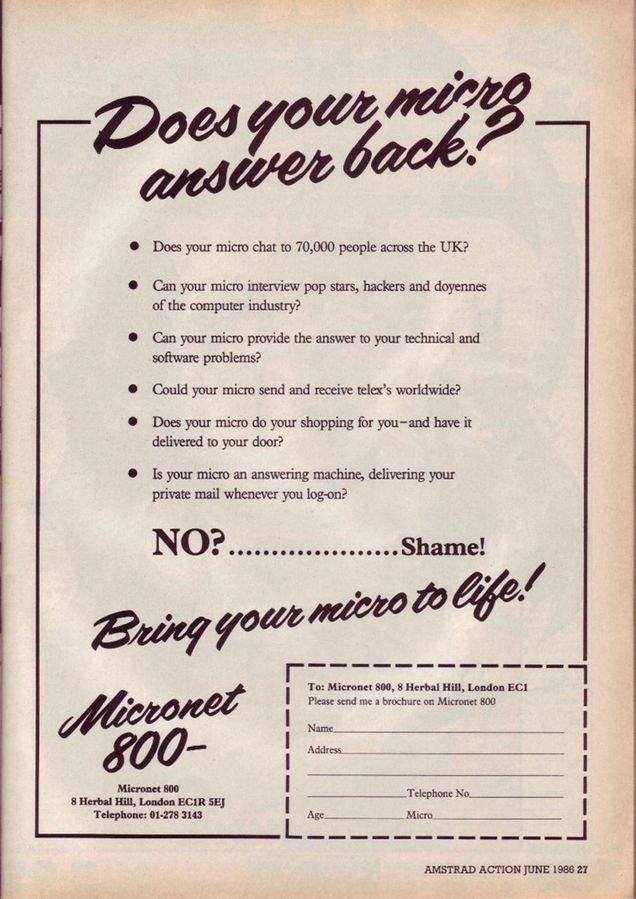 Does your micro
answer back?
● Does your micro chat to 70,000 people across the UK?
● Can your micro interview pop stars, hackers and doyennes
of the computer industry?
● Can your micro provide the answer to your technical and
software problems?
● Could your micro send and receive telex's worldwide?
● Does your micro do your shopping for you–and have it
delivered to your door?
● Is your micro an answering machine, delivering your
private mail whenever you log-on?
NO?....................Shame!
Bring your micro to life!
Micronet
800–
Micronet 800
8 Herbal Hill, London EC1R 5EJ
Telephone: 01-278 3143
To: Micronet 800, 8 Herbal Hill, London EC1
Please send me a brochure on Micronet 800
Name
Address
Telephone No
Age Micro
AMSTRAD ACTION JUNE 1986 27